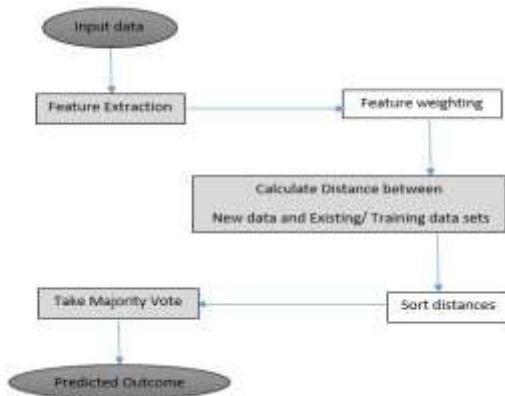 Input data
Feature Extraction
Feature weighting
Calculate Distance between
New data and Existing/ Training data sets
Take Majority Vote
Sort distances
Predicted Outcome